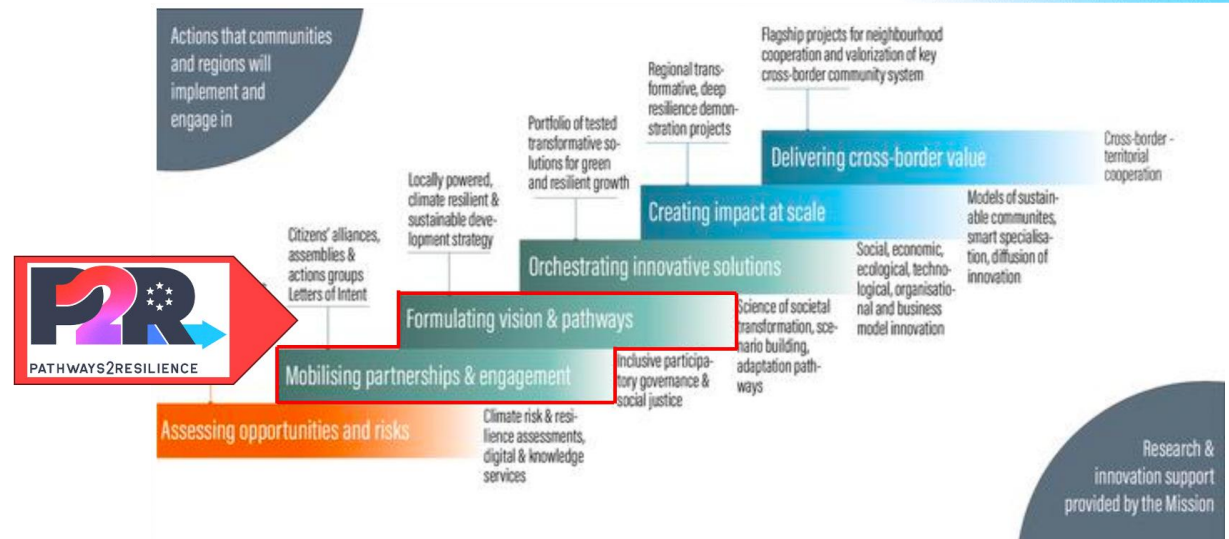 Actions that communities
and regions will
implement and
engage in
Flagship projects for neighbourhood
cooperation and valorization of key
cross-border community system
Regional trans-
formative, deep
resilience demon-
stration projects
Portfolio of tested
transformative so-
lutions for green
and resilient growth
Locally powered,
climate resilient &
sustainable deve-
lopment strategy
Citizens' alliances,
assemblies &
actions groups
Letters of Intent
Delivering cross-border value
Cross-border -
territorial
cooperation
Creating impact at scale
Models of sustain-
able communites,
smart specialisa-
tion, diffusion of
innovation
Orchestrating innovative solutions
Social, economic,
ecological, techno-
logical, organisatio-
nal and business
model innovation
Formulating vision & pathways
Science of societal
transformation, sce-
nario building,
adaptation path-
ways
Mobilising partnerships & engagement
Inclusive participa-
tory governance &
social justice
Assessing opportunities and risks
Climate risk & resi-
lience assessments,
digital & knowledge
services
P2R
PATHWAYS2RESILIENCE
Research &
innovation support
provided by the Mission